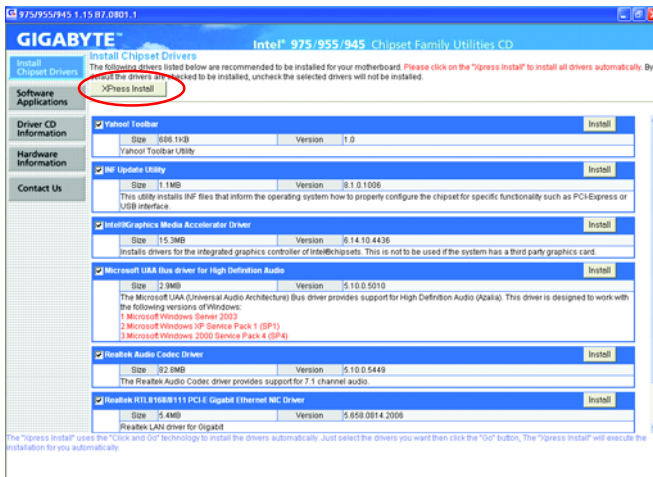 975/955/945 1.15 B7.0801.1
GIGABYTE™
Intel® 975/955/945 Chipset Family Utilities CD
Install
Chipset Drivers
Software
Applications
Driver CD
Information
Hardware
Information
Contact Us
Install Chipset Drivers
The following drivers listed below are recommended to be installed for your motherboard. Please click on the "Xpress Install" to install all drivers automatically. By
default the drivers are checked to be installed, uncheck the selected drivers will not be installed.
XPress Install
Yahoo! Toolbar
Install
Size 686.1KB Version 1.0
Yahoo! Toolbar Utility
INF Update Utility
Install
Size 1.1MB Version 8.1.0.1006
This utility installs INF files that inform the operating system how to properly configure the chipset for specific functionality such as PCI-Express or
USB interface.
Intel®Graphics Media Accelerator Driver
Install
Size 15.3MB Version 6.14.10.4436
Installs drivers for the integrated graphics controller of Intel®chipsets. This is not to be used if the system has a third party graphics card.
Microsoft UAA Bus driver for High Definition Audio
Install
Size 2.9MB Version 5.10.0.5010
The Microsoft UAA (Universal Audio Architecture) Bus driver provides support for High Definition Audio (Azalia). This driver is designed to work with
the following versions of Windows:
1.Microsoft Windows Server 2003
2.Microsoft Windows XP Service Pack 1 (SP1)
3.Microsoft Windows 2000 Service Pack 4 (SP4)
Realtek Audio Codec Driver
Install
Size 82.8MB Version 5.10.0.5449
The Realtek Audio Codec driver provides support for 7.1 channel audio.
Realtek RTL8168/8111 PCI-E Gigabit Ethernet NIC Driver
Install
Size 5.4MB Version 5.658.0814.2006
Realtek LAN driver for Gigabit
The "Xpress Install" uses the "Click and Go" technology to install the drivers automatically. Just select the drivers you want then click the "Go" button, The "Xpress Install" will execute the
installation for you automatically.